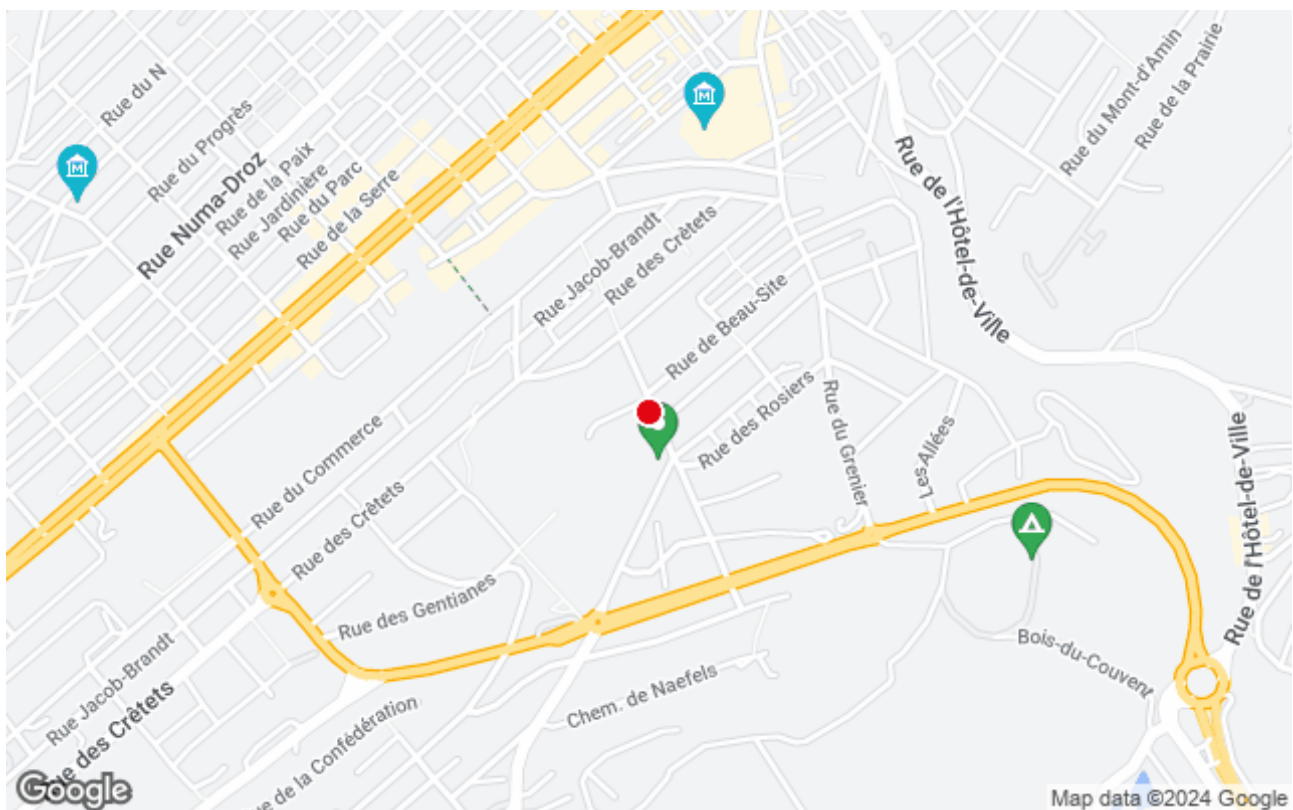 Rue du N
Rue du Progrès
Rue Numa-Droz
Rue de la Paix
Rue Jardinière
Rue du Parc
Rue de la Serre
M
M
Rue du Mont-d'Amin
Rue de la Prairie
Rue de l'Hôtel-de-Ville
Rue Jacob-Brandt
Rue des Crêtets
Rue de Beau-Site
Rue des Rosiers
Rue du Grenier
Les-Allées
Rue du Commerce
Rue des Crêtets
Rue des Gentianes
Rue de l'Hôtel-de-Ville
Bois-du-Couvent
Chem. de Naefels
Rue Jacob-Brandt
Rue des Crêtets
Rue de la Confédération
Google
Map data ©2024 Google